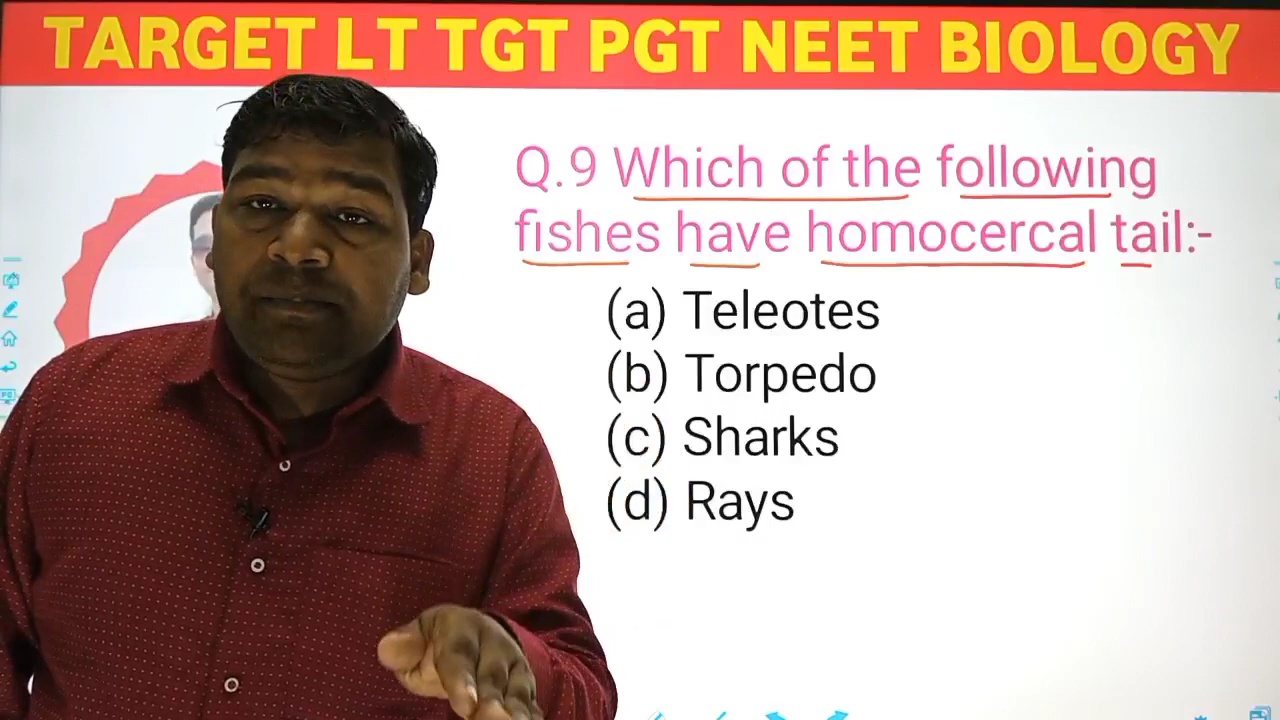 TARGET LT TGT PGT NEET BIOLOGY
Q.9 Which of the following
fishes have homocercal tail:-
(a) Teleotes
(b) Torpedo
(c) Sharks
(d) Rays